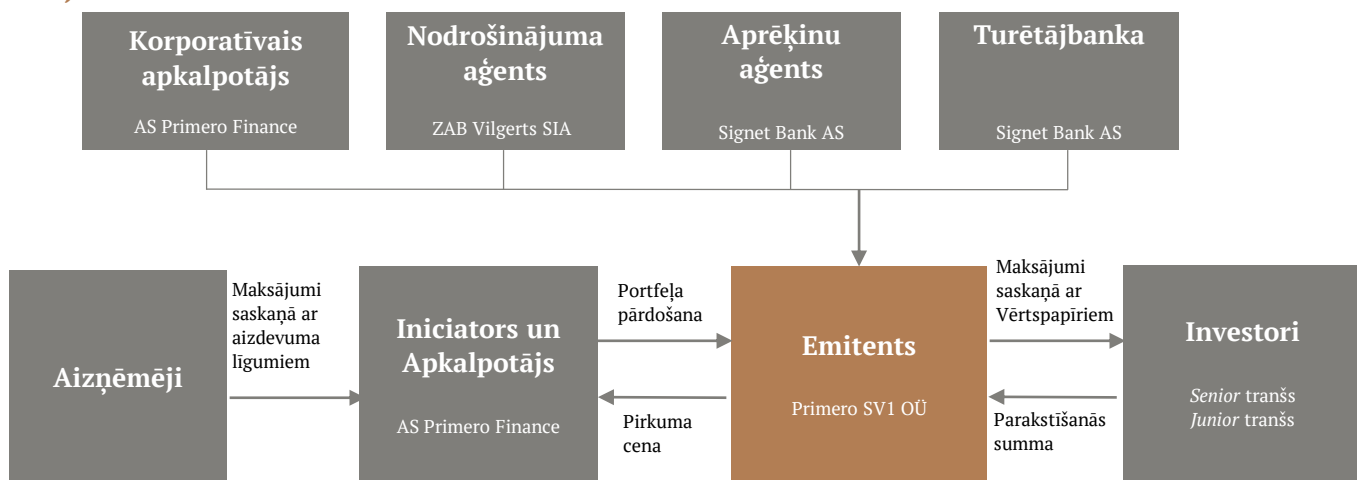 Korporatīvais
apkalpotājs
AS Primero Finance
Nodrošinājuma
aģents
ZAB Vilgerts SIA
Aprēķinu
aģents
Signet Bank AS
Turētājbanka
Signet Bank AS
Aizņēmēji
Maksājumi
saskaņā ar
aizdevuma
līgumiem
Iniciators un
Apkalpotājs
AS Primero Finance
Portfeļa
pārdošana
Pirkuma
cena
Emitents
Primero SV1 OÜ
Maksājumi
saskaņā ar
Vērtspapīriem
Parakstīšanās
summa
Investori
Senior tranšs
Junior tranšs